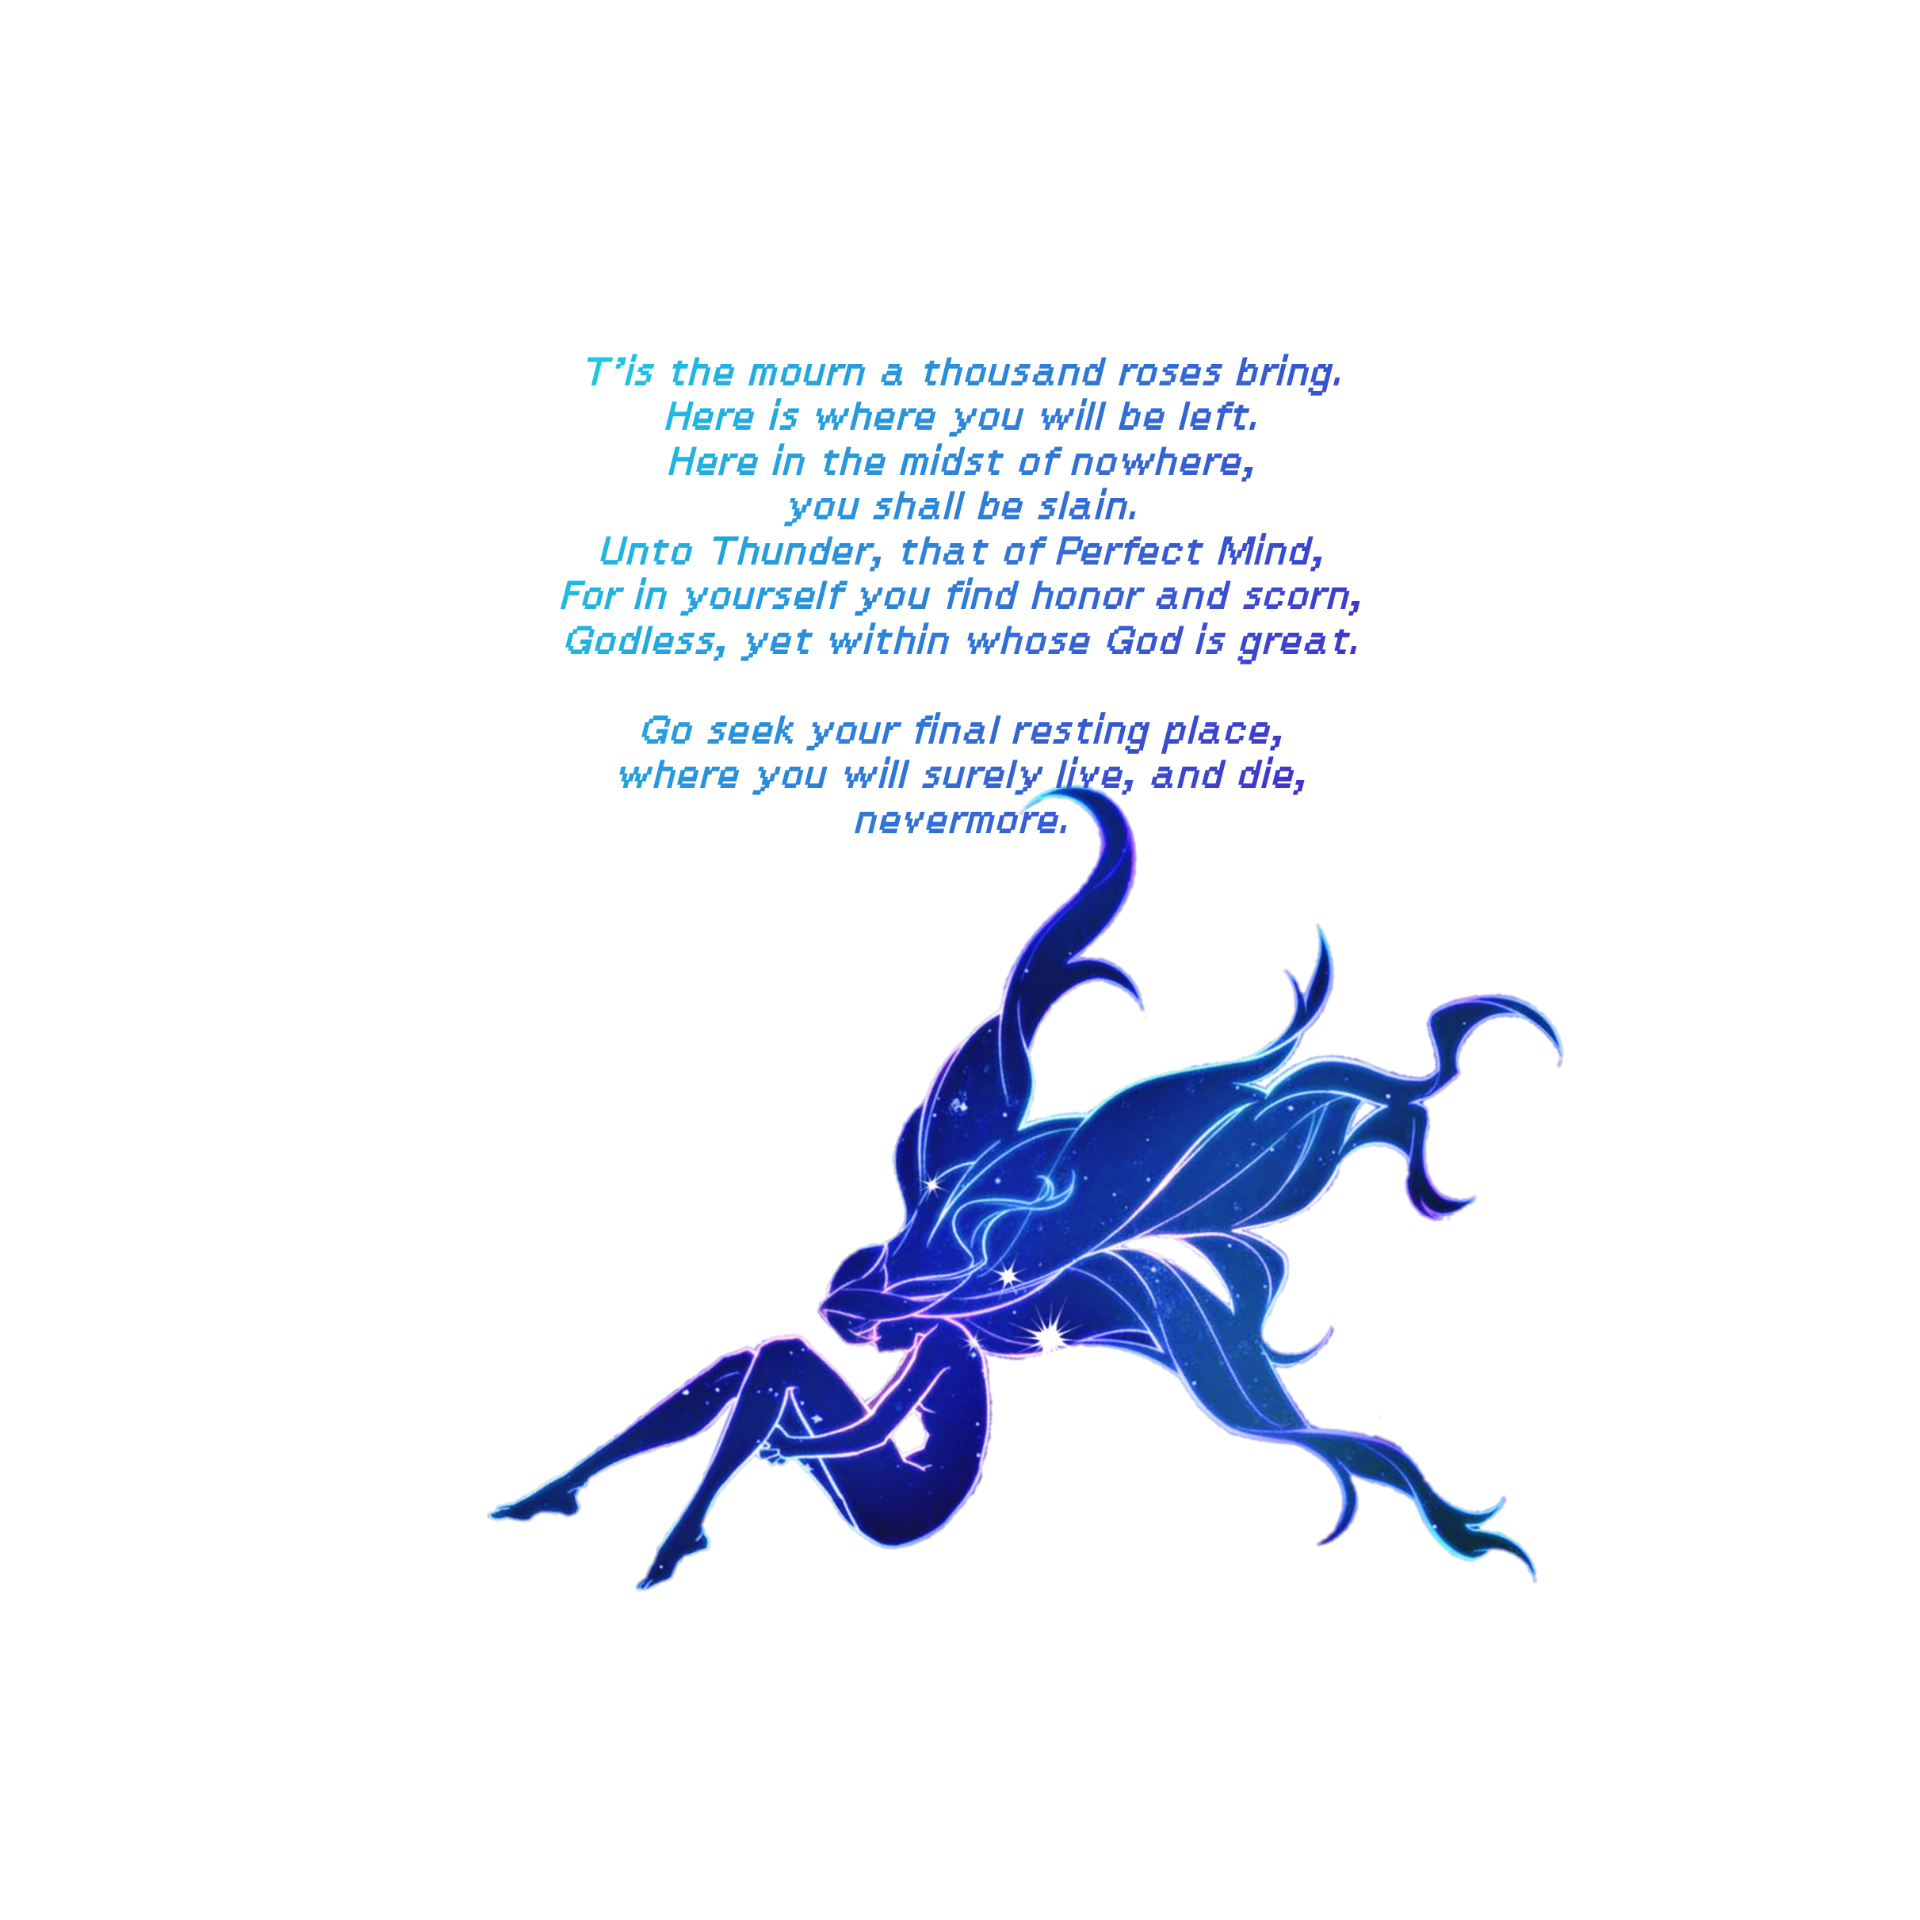 T'is the mourn a thousand roses bring.
Here is where you will be left.
Here in the midst of nowhere,
you shall be slain.
Unto Thunder, that of Perfect Mind,
For in yourself you find honor and scorn,
Godless, yet within whose God is great.
Go seek your final resting place,
where you will surely live, and die,
nevermore.